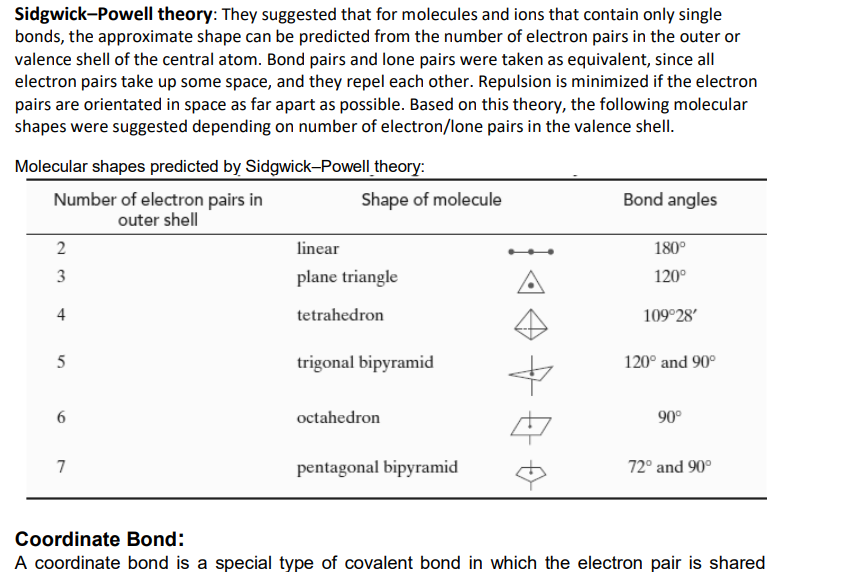 Sidgwick–Powell theory: They suggested that for molecules and ions that contain only single
bonds, the approximate shape can be predicted from the number of electron pairs in the outer or
valence shell of the central atom. Bond pairs and lone pairs were taken as equivalent, since all
electron pairs take up some space, and they repel each other. Repulsion is minimized if the electron
pairs are orientated in space as far apart as possible. Based on this theory, the following molecular
shapes were suggested depending on number of electron/lone pairs in the valence shell.
Molecular shapes predicted by Sidgwick–Powell theory:
Number of electron pairs in Shape of molecule Bond angles
outer shell
2 linear 180°
3 plane triangle 120°
4 tetrahedron 109°28′
5 trigonal bipyramid 120° and 90°
6 octahedron 90°
7 pentagonal bipyramid 72° and 90°
Coordinate Bond:
A coordinate bond is a special type of covalent bond in which the electron pair is shared